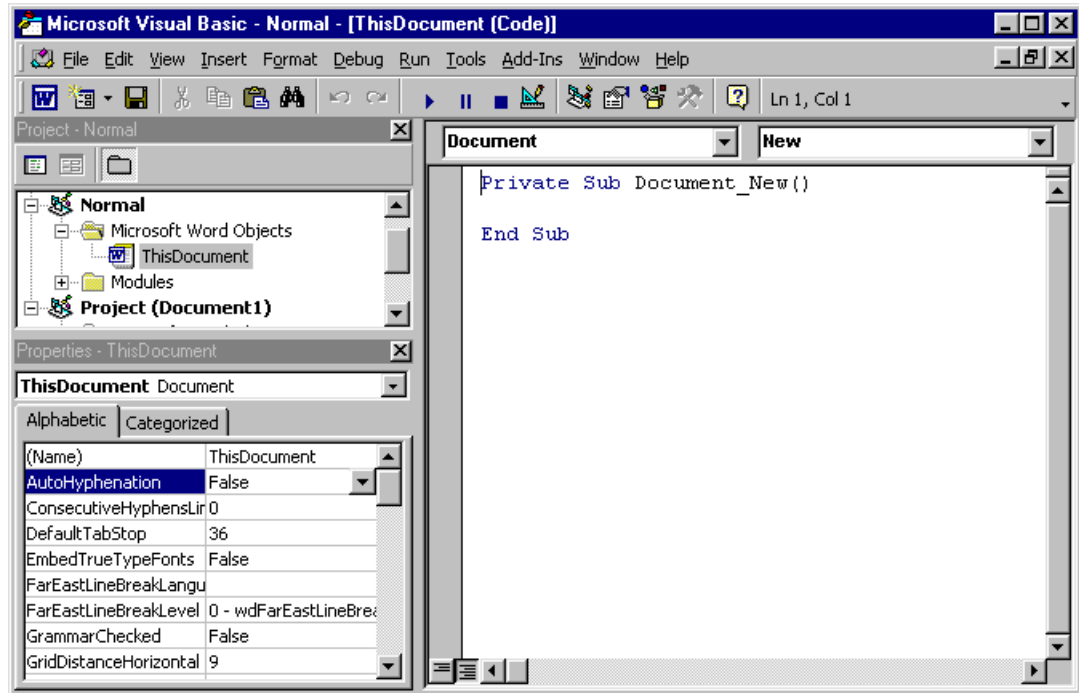 Microsoft Visual Basic - Normal - [ThisDocument (Code)]
File Edit View Insert Format Debug Run Tools Add-Ins Window Help
Ln 1, Col 1
Project - Normal
Normal
Microsoft Word Objects
ThisDocument
Modules
Project (Document1)
Properties - ThisDocument
ThisDocument Document
Alphabetic Categorized
(Name) ThisDocument
AutoHyphenation False
ConsecutiveHyphensLir 0
DefaultTabStop 36
EmbedTrueTypeFonts False
FarEastLineBreakLangu
FarEastLineBreakLevel 0 - wdFarEastLineBrea
GrammarChecked False
GridDistanceHorizontal 9
Document New
Private Sub Document_New()
End Sub